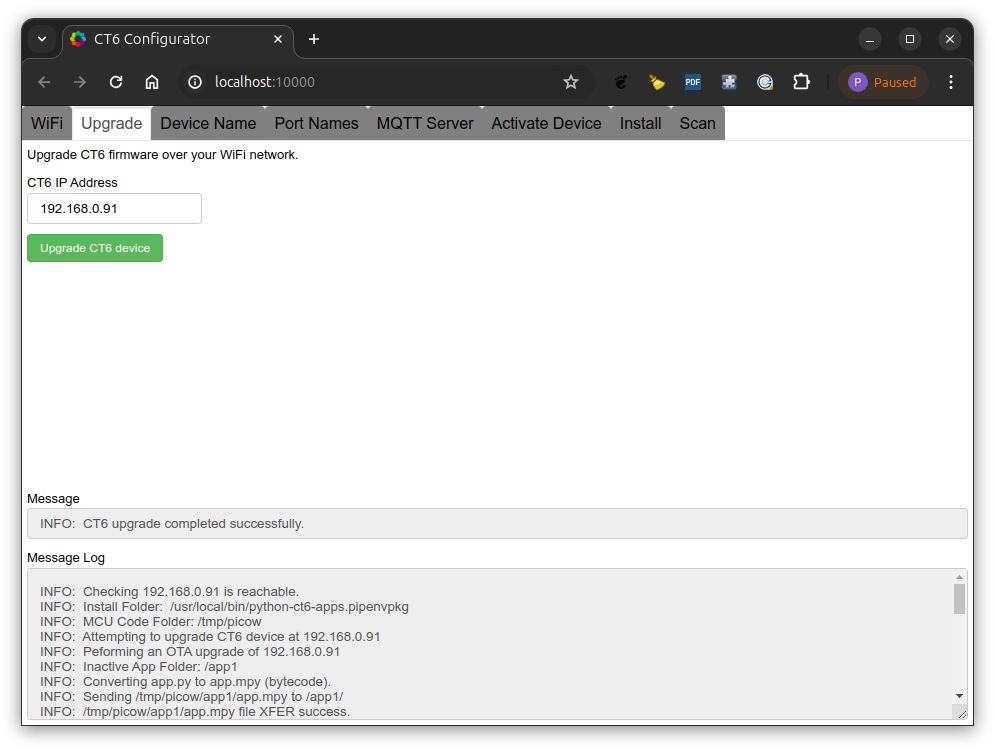 CT6 Configurator
localhost:10000
PDF
P Paused
WiFi Upgrade Device Name Port Names MQTT Server Activate Device Install Scan
Upgrade CT6 firmware over your WiFi network.
CT6 IP Address
192.168.0.91
Upgrade CT6 device
Message
INFO: CT6 upgrade completed successfully.
Message Log
INFO: Checking 192.168.0.91 is reachable.
INFO: Install Folder: /usr/local/bin/python-ct6-apps.pipenvpkg
INFO: MCU Code Folder: /tmp/picow
INFO: Attempting to upgrade CT6 device at 192.168.0.91
INFO: Peforming an OTA upgrade of 192.168.0.91
INFO: Inactive App Folder: /app1
INFO: Converting app.py to app.mpy (bytecode).
INFO: Sending /tmp/picow/app1/app.mpy to /app1/
INFO: /tmp/picow/app1/app.mpy file XFER success.